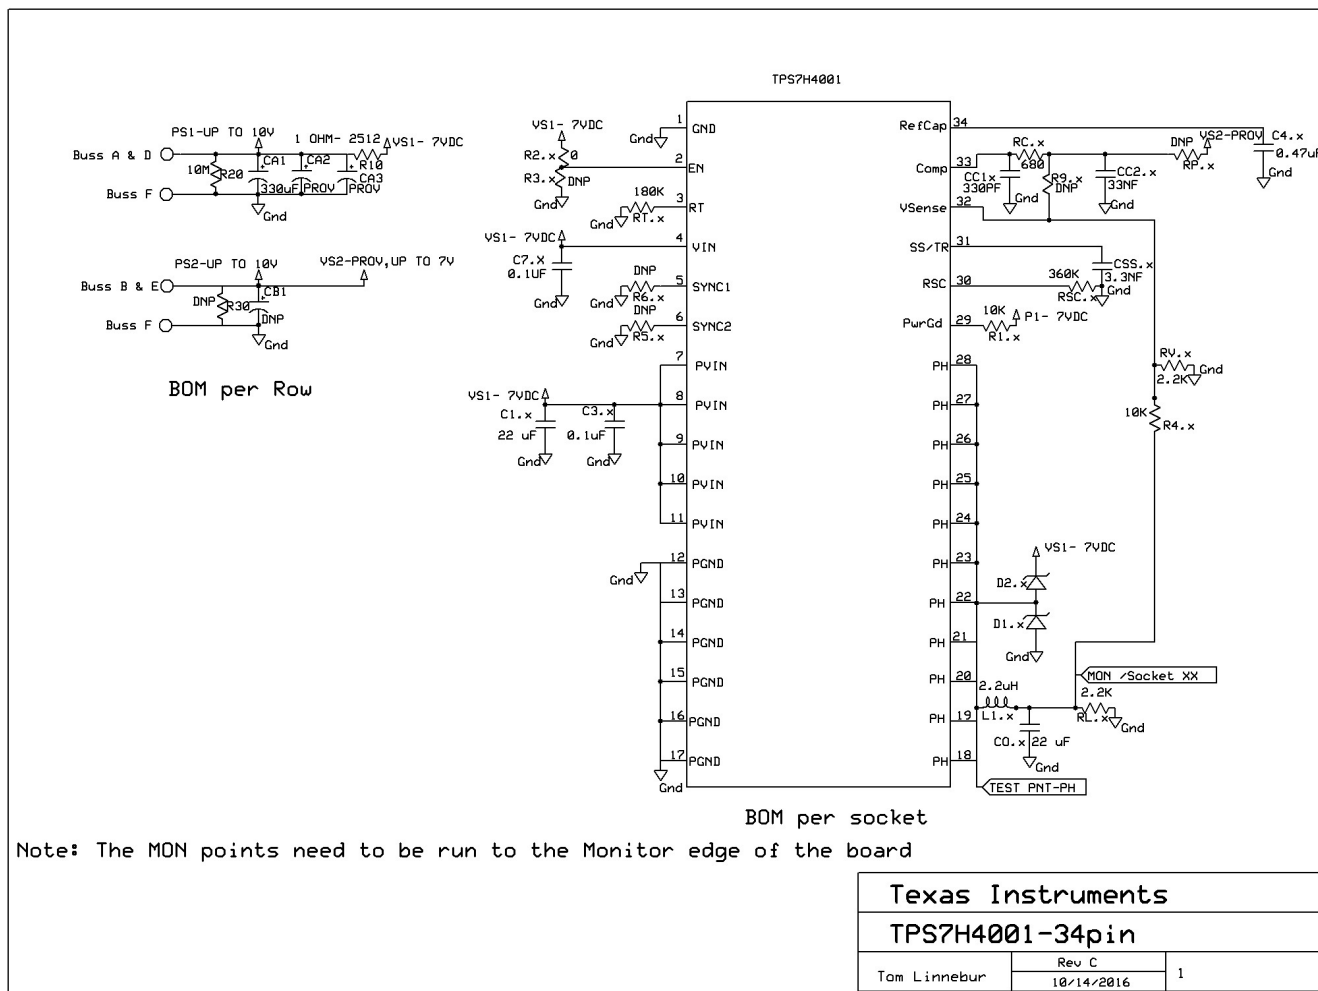 TPS7H4001
PS1-UP TO 10V
1 OHM- 2512
VS1- 7VDC
Buss A & D
10M
R20
CA1
CA2
CA3
R10
330uF
PROV
PROV
Buss F
Gnd
PS2-UP TO 10V
VS2-PROV,UP TO 7V
Buss B & E
DNP
R30
CB1
DNP
Buss F
Gnd
BOM per Row
VS1- 7VDC
R2.x
0
R3.x
DNP
Gnd
180K
Gnd
RT.x
VS1- 7VDC
C7.X
0.1UF
Gnd
DNP
Gnd
R6.x
DNP
Gnd
R5.x
VS1- 7VDC
C1.x
22 uF
C3.x
0.1uF
Gnd
Gnd
Gnd
Gnd
1 GND
2 EN
3 RT
4 VIN
5 SYNC1
6 SYNC2
7 PVIN
8 PVIN
9 PVIN
10 PVIN
11 PVIN
12 PGND
13 PGND
14 PGND
15 PGND
16 PGND
17 PGND
RefCap 34
Comp 33
VSense 32
SS/TR 31
RSC 30
PwrGd 29
PH 28
PH 27
PH 26
PH 25
PH 24
PH 23
PH 22
PH 21
PH 20
PH 19
PH 18
RC.x
680
CC1x
330PF
Gnd
R9.x
DNP
CC2.x
33NF
Gnd
DNP
RP.x
VS2-PROV
C4.x
0.47uF
Gnd
CSS.x
3.3NF
Gnd
360K
RSC.x
10K
R1.x
P1- 7VDC
RV.x
2.2K
Gnd
10K
R4.x
VS1- 7VDC
D2.x
D1.x
Gnd
MON /Socket XX
2.2uH
L1.x
2.2K
RL.x
Gnd
CO.x
22 uF
Gnd
TEST PNT-PH
BOM per socket
Note: The MON points need to be run to the Monitor edge of the board
Texas Instruments
TPS7H4001-34pin
Tom Linnebur
Rev C
10/14/2016
1